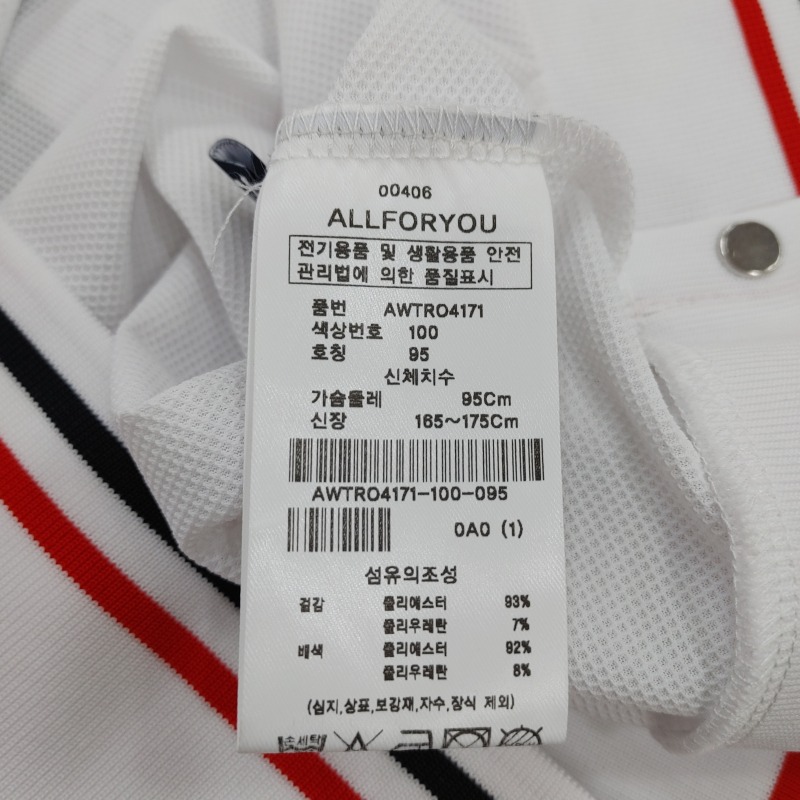 00406
ALLFORYOU
전기용품 및 생활용품 안전
관리법에 의한 품질표시
품번 AWTRO4171
색상번호 100
호칭 95
신체치수
가슴둘레 95Cm
신장 165~175Cm
AWTRO4171-100-095
0A0 (1)
섬유의조성
겉감 폴리에스터 93%
폴리우레탄 7%
배색 폴리에스터 92%
폴리우레탄 8%
(심지,상표,보강재,자수,장식 제외)
손세탁